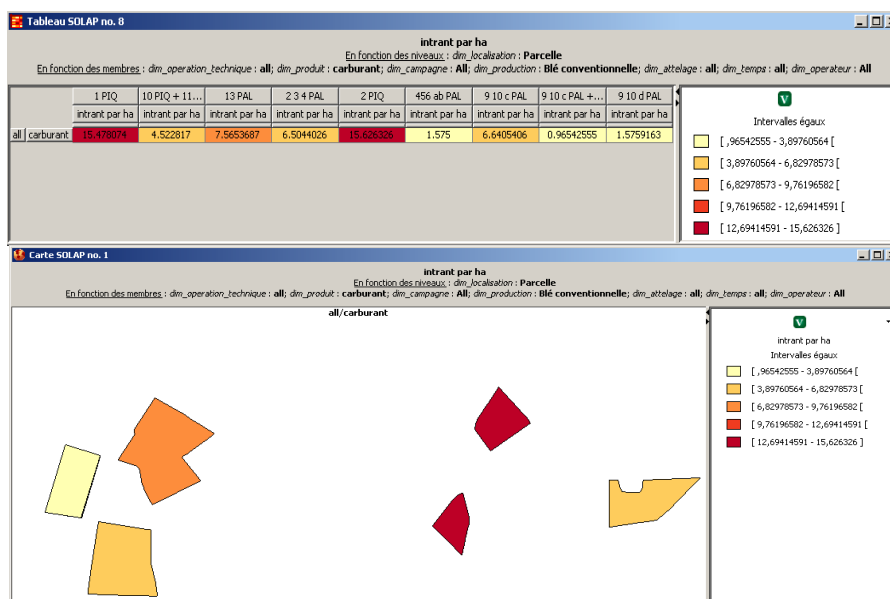 Tableau SOLAP no. 8
intrant par ha
En fonction des niveaux : dim_localisation : Parcelle
En fonction des membres : dim_operation_technique : all; dim_produit : carburant; dim_campagne : All; dim_production : Blé conventionnelle; dim_attelage : all; dim_temps : all; dim_operateur : All
1 PIQ 10 PIQ + 11... 13 PAL 2 3 4 PAL 2 PIQ 456 ab PAL 9 10 c PAL 9 10 c PAL +... 9 10 d PAL
intrant par ha intrant par ha intrant par ha intrant par ha intrant par ha intrant par ha intrant par ha intrant par ha intrant par ha
all carburant 15.478074 4.522817 7.5653687 6.5044026 15.626326 1.575 6.6405406 0.96542555 1.5759163
V
Intervalles égaux
[ ,96542555 - 3,89760564 [
[ 3,89760564 - 6,82978573 [
[ 6,82978573 - 9,76196582 [
[ 9,76196582 - 12,69414591 [
[ 12,69414591 - 15,626326 ]
Carte SOLAP no. 1
intrant par ha
En fonction des niveaux : dim_localisation : Parcelle
En fonction des membres : dim_operation_technique : all; dim_produit : carburant; dim_campagne : All; dim_production : Blé conventionnelle; dim_attelage : all; dim_temps : all; dim_operateur : All
all/carburant
V
intrant par ha
Intervalles égaux
[ ,96542555 - 3,89760564 [
[ 3,89760564 - 6,82978573 [
[ 6,82978573 - 9,76196582 [
[ 9,76196582 - 12,69414591 [
[ 12,69414591 - 15,626326 ]